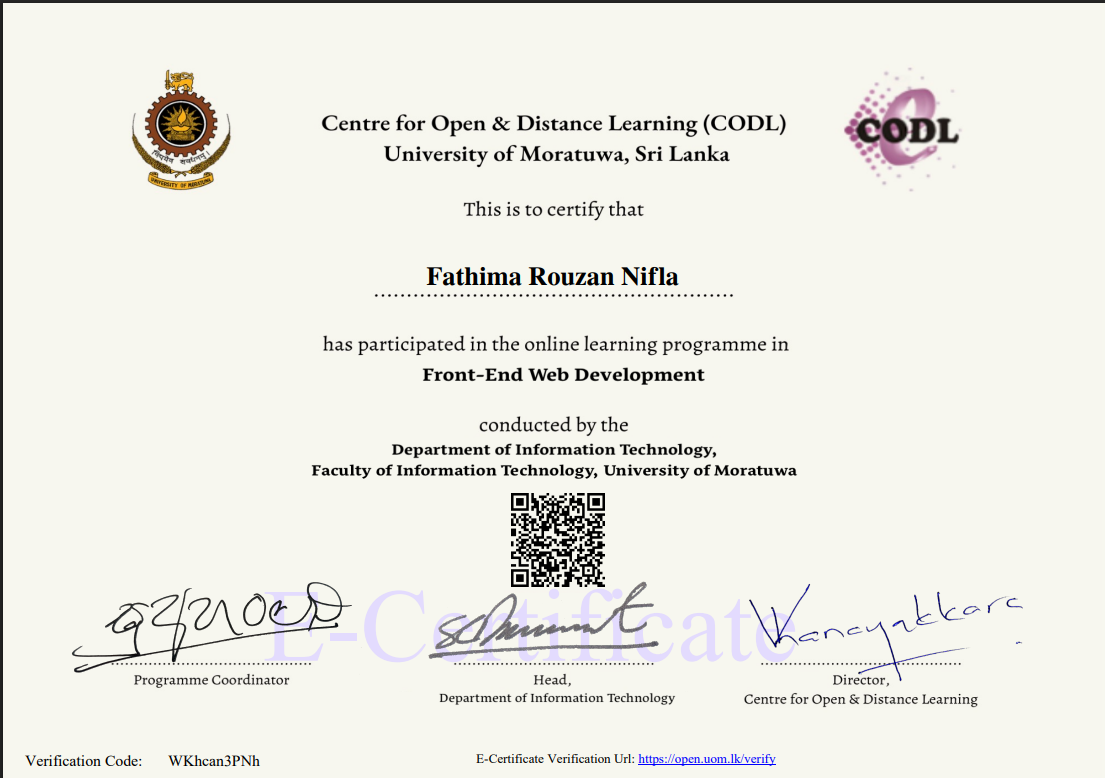 Centre for Open & Distance Learning (CODL)
University of Moratuwa, Sri Lanka
UNIVERSITY OF MORATUWA
CODL
This is to certify that
Fathima Rouzan Nifla
has participated in the online learning programme in
Front-End Web Development
conducted by the
Department of Information Technology,
Faculty of Information Technology, University of Moratuwa
E-Certificate
Programme Coordinator
Head,
Department of Information Technology
Director,
Centre for Open & Distance Learning
Verification Code: WKhcan3PNh
E-Certificate Verification Url: https://open.uom.lk/verify